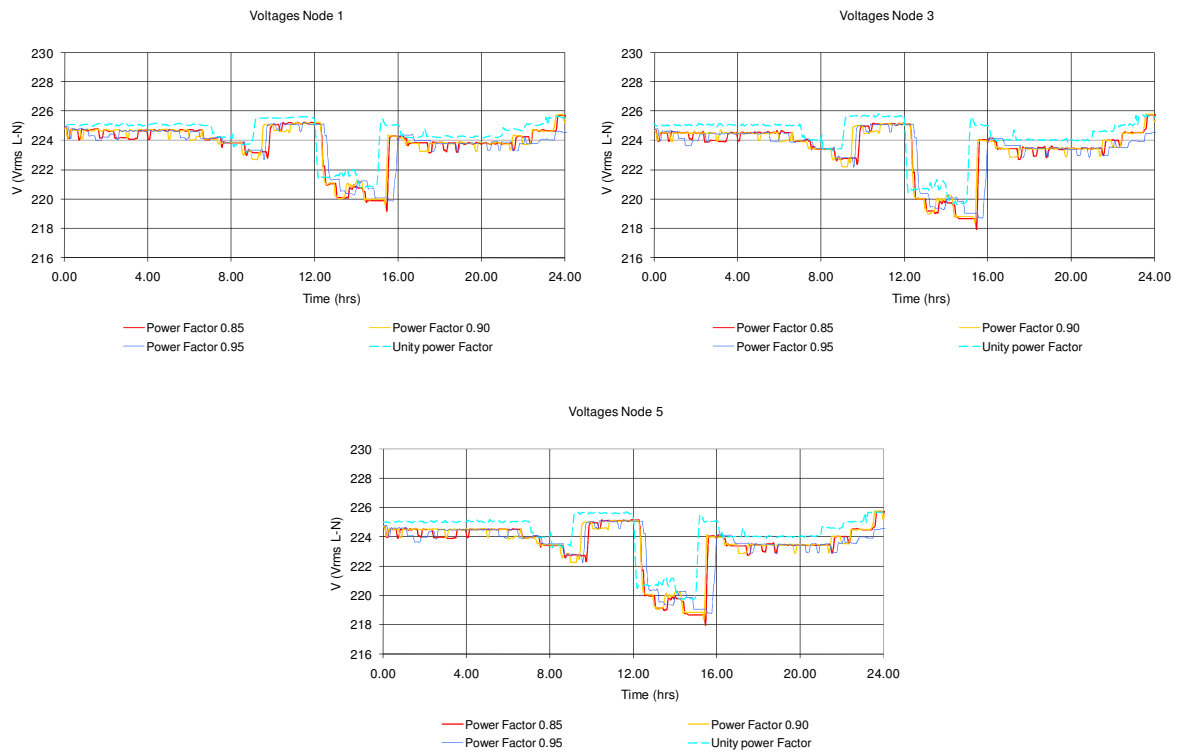 Voltages Node 1
V (Vrms L-N)
230
228
226
224
222
220
218
216
0.00 4.00 8.00 12.00 16.00 20.00 24.00
Time (hrs)
Power Factor 0.85 Power Factor 0.90
Power Factor 0.95 Unity power Factor
Voltages Node 3
V (Vrms L-N)
230
228
226
224
222
220
218
216
0.00 4.00 8.00 12.00 16.00 20.00 24.00
Time (hrs)
Power Factor 0.85 Power Factor 0.90
Power Factor 0.95 Unity power Factor
Voltages Node 5
V (Vrms L-N)
230
228
226
224
222
220
218
216
0.00 4.00 8.00 12.00 16.00 20.00 24.00
Time (hrs)
Power Factor 0.85 Power Factor 0.90
Power Factor 0.95 Unity power Factor